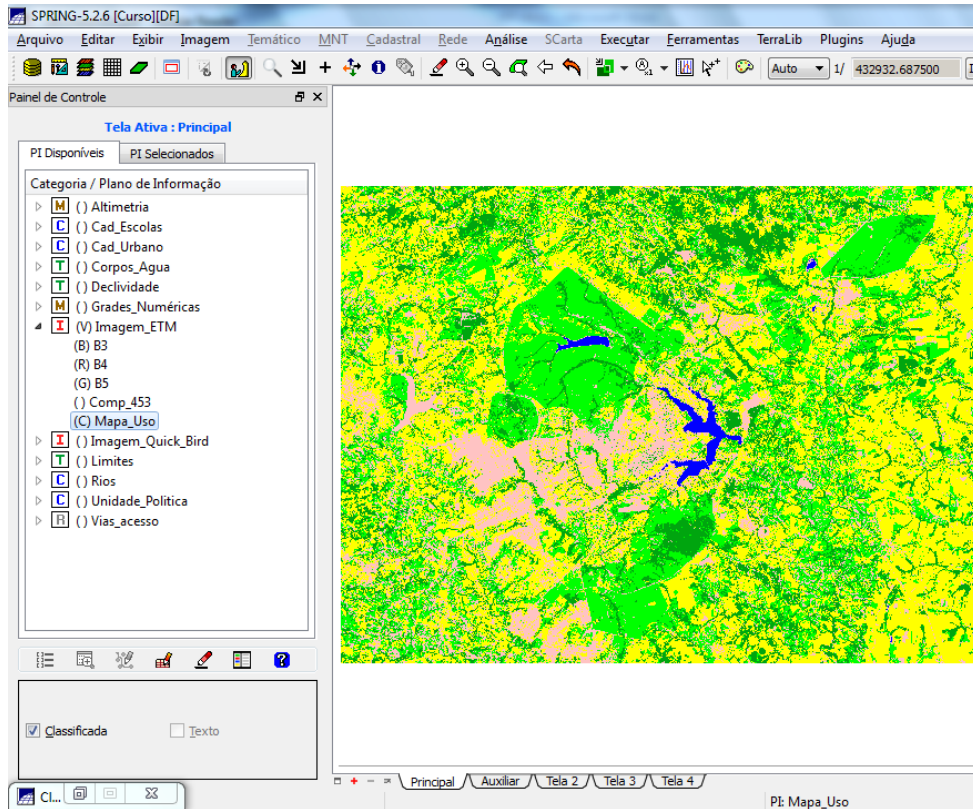 SPRING-5.2.6 [Curso][DF]
Arquivo Editar Exibir Imagem Temático MNT Cadastral Rede Análise SCarta Executar Ferramentas TerraLib Plugins Ajuda
Auto 1/ 432932.687500
Painel de Controle
Tela Ativa : Principal
PI Disponíveis PI Selecionados
Categoria / Plano de Informação
M () Altimetria
C () Cad_Escolas
C () Cad_Urbano
T () Corpos_Agua
T () Declividade
M () Grades_Numéricas
I (V) Imagem_ETM
(B) B3
(R) B4
(G) B5
() Comp_453
(C) Mapa_Uso
I () Imagem_Quick_Bird
T () Limites
C () Rios
C () Unidade_Politica
R () Vias_acesso
Classificada Texto
Principal Auxiliar Tela 2 Tela 3 Tela 4
Cl...
PI: Mapa_Uso